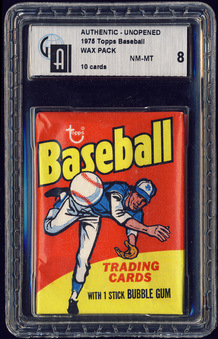 GAI
AUTHENTIC - UNOPENED
1975 Topps Baseball
WAX PACK
NM-MT
8
10 cards
Topps
Baseball
TRADING
CARDS
WITH 1 STICK BUBBLE GUM